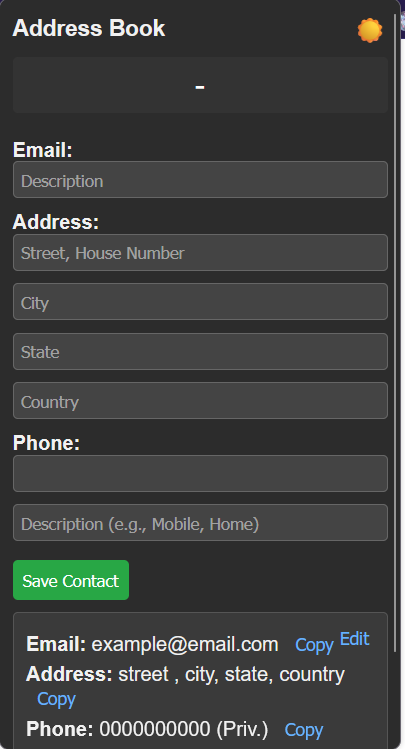 Address Book
-
Email:
Description
Address:
Street, House Number
City
State
Country
Phone:
Description (e.g., Mobile, Home)
Save Contact
Email: example@email.com Copy Edit
Address: street , city, state, country
Copy
Phone: 0000000000 (Priv.) Copy